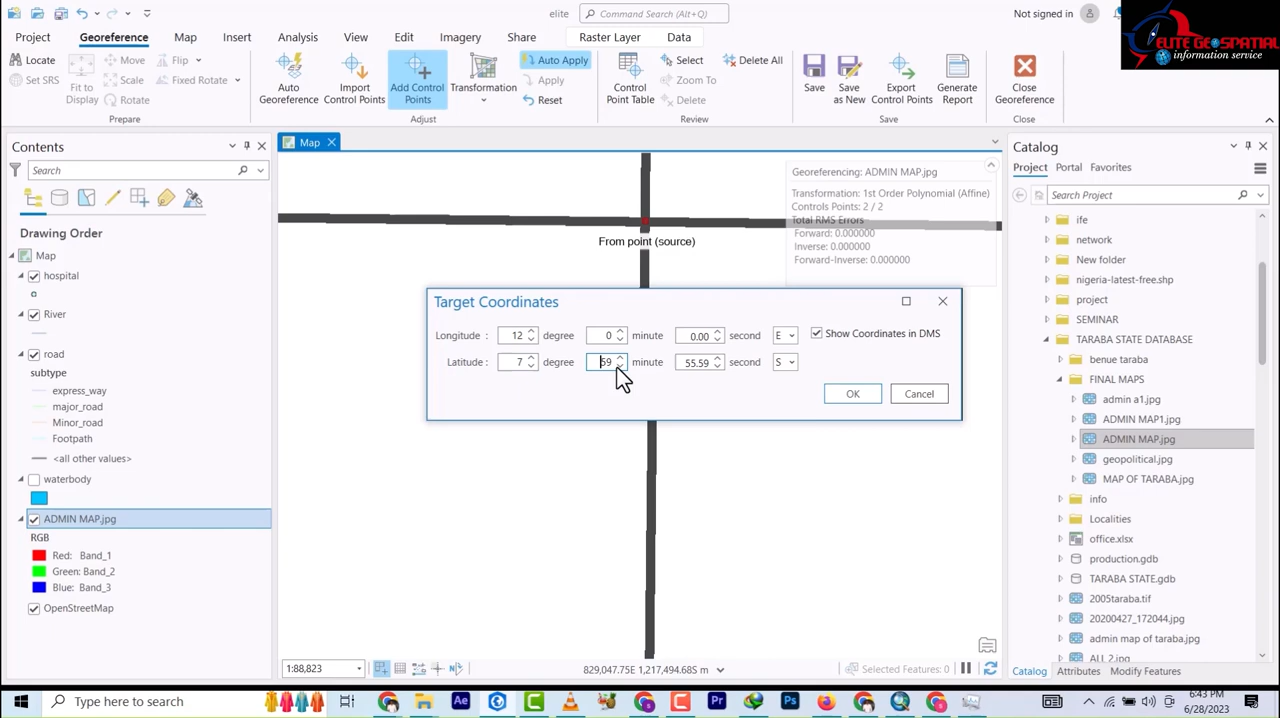 elite
Command Search (Alt+Q)
Not signed in
ELITE GEOSPATIAL
information service
Project
Georeference
Map
Insert
Analysis
View
Edit
Imagery
Share
Raster Layer
Data
Locate
Set SRS
Fit to
Display
Move
Scale
Rotate
Flip
Fixed Rotate
Prepare
Auto
Georeference
Import
Control Points
Add Control
Points
Transformation
Auto Apply
Apply
Reset
Adjust
Control
Point Table
Select
Zoom To
Delete
Delete All
Review
Save
Save
as New
Export
Control Points
Generate
Report
Save
Close
Georeference
Close
Contents
Search
Drawing Order
Map
hospital
River
road
subtype
express_way
major_road
Minor_road
Footpath
<all other values>
waterbody
ADMIN MAP.jpg
RGB
Red: Band_1
Green: Band_2
Blue: Band_3
OpenStreetMap
Map
From point (source)
Georeferencing: ADMIN MAP.jpg
Transformation: 1st Order Polynomial (Affine)
Controls Points: 2 / 2
Total RMS Errors
Forward: 0.000000
Inverse: 0.000000
Forward-Inverse: 0.000000
Target Coordinates
Longitude : 12 degree 0 minute 0.00 second E
Show Coordinates in DMS
Latitude : 7 degree 59 minute 55.59 second S
OK
Cancel
1:88,823
829,047.75E 1,217,494.68S m
Selected Features: 0
Catalog
Project
Portal
Favorites
Search Project
ife
network
New folder
nigeria-latest-free.shp
project
SEMINAR
TARABA STATE DATABASE
benue taraba
FINAL MAPS
admin a1.jpg
ADMIN MAP1.jpg
ADMIN MAP.jpg
geopolitical.jpg
MAP OF TARABA.jpg
info
Localities
office.xlsx
production.gdb
TARABA STATE.gdb
2005taraba.tif
20200427_172044.jpg
admin map of taraba.jpg
ALL 2.jpg
Catalog
Attributes
Modify Features
Type here to search
Ae
Pr
Ps
6:43 PM
6/28/2023